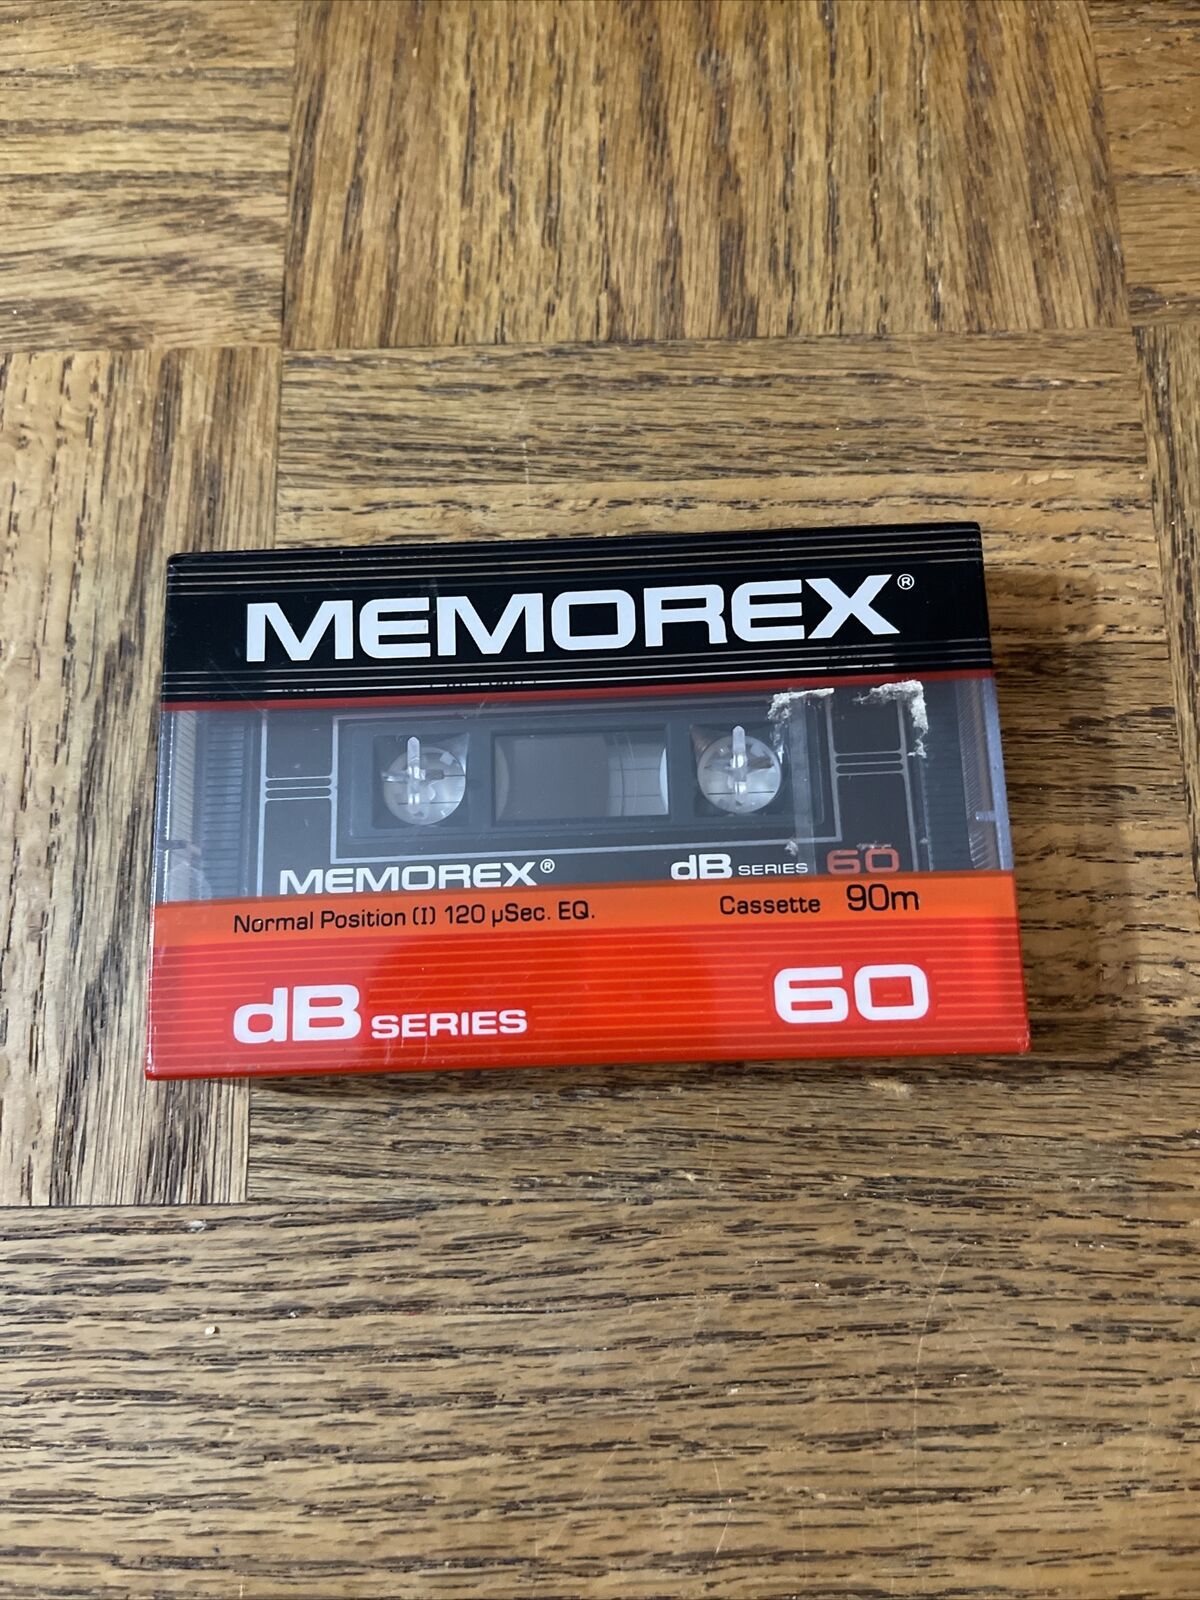 MEMOREX®
MEMOREX®
dB SERIES 60
Normal Position (I) 120 µSec. EQ.
Cassette 90m
dB SERIES
60